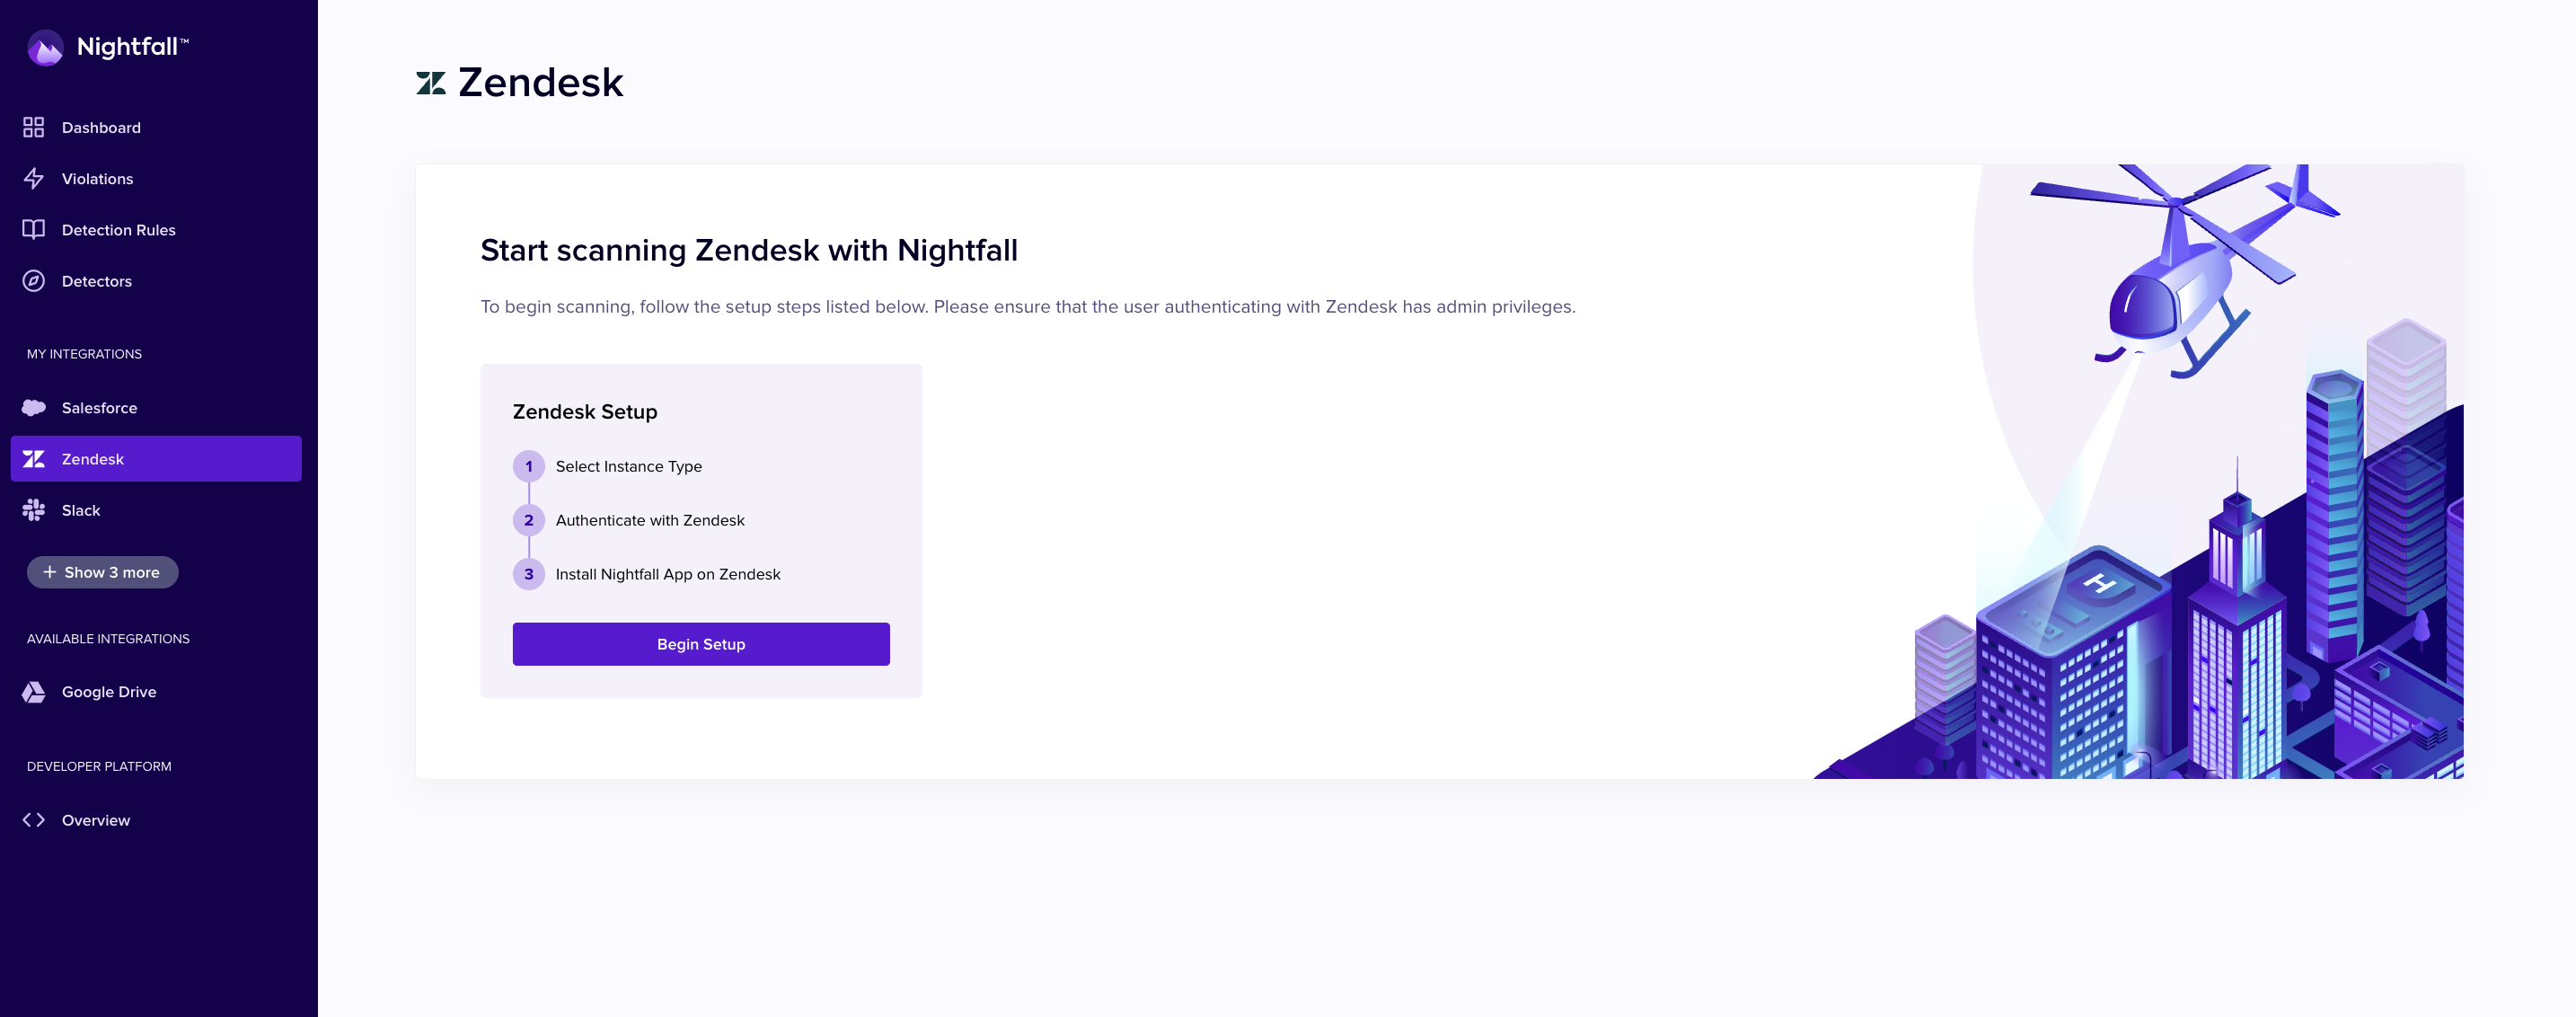 Nightfall™
Dashboard
Violations
Detection Rules
Detectors
MY INTEGRATIONS
Salesforce
Zendesk
Slack
+ Show 3 more
AVAILABLE INTEGRATIONS
Google Drive
DEVELOPER PLATFORM
Overview
Zendesk
Start scanning Zendesk with Nightfall
To begin scanning, follow the setup steps listed below. Please ensure that the user authenticating with Zendesk has admin privileges.
Zendesk Setup
1 Select Instance Type
2 Authenticate with Zendesk
3 Install Nightfall App on Zendesk
Begin Setup
H